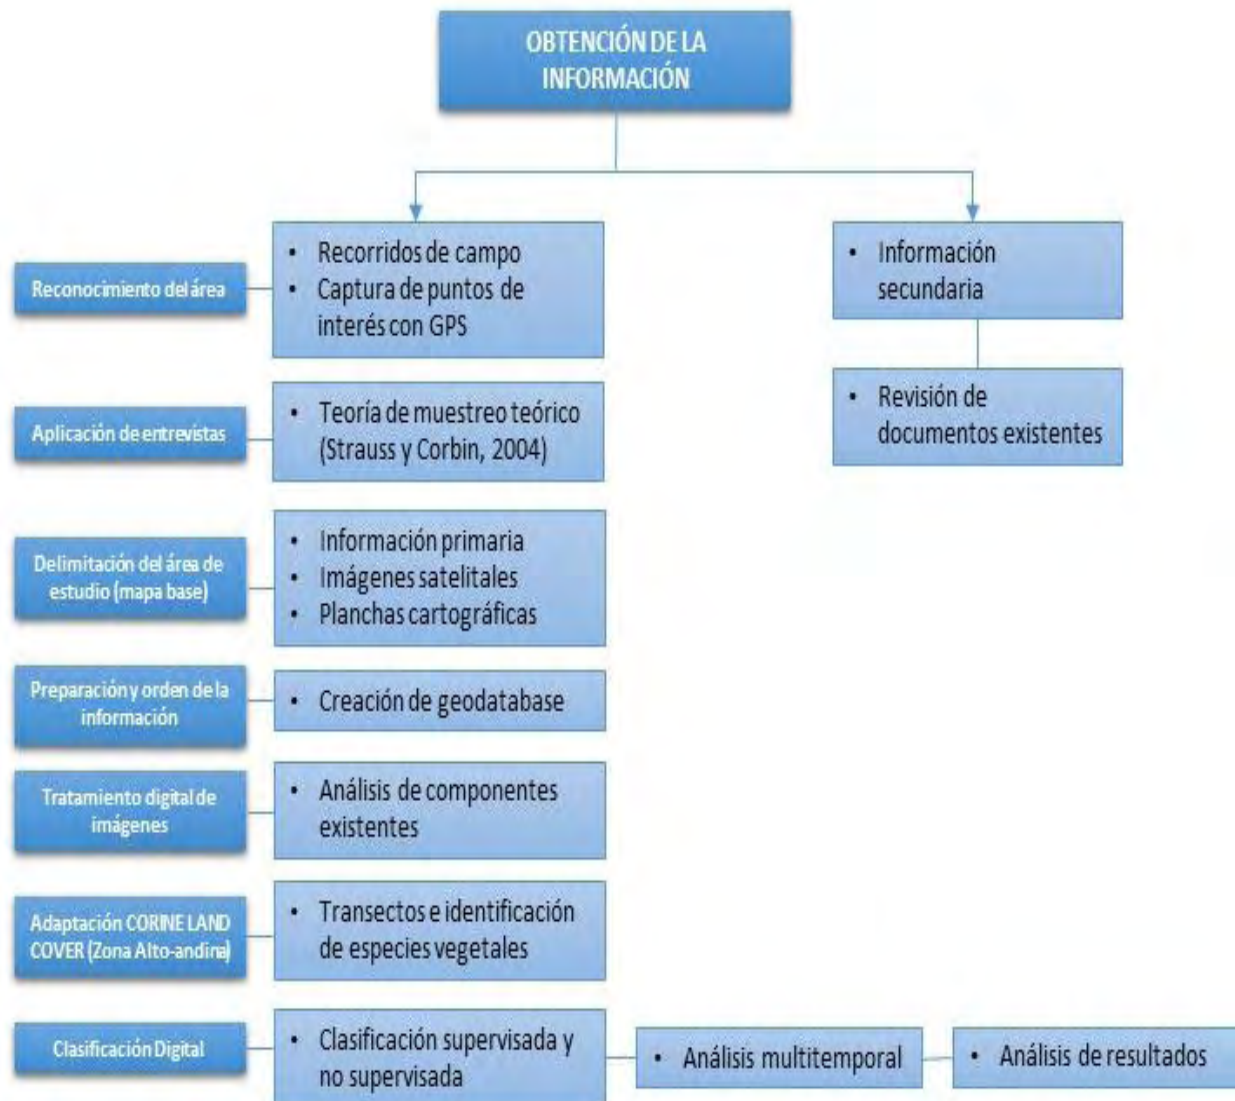 OBTENCIÓN DE LA
INFORMACIÓN
Reconocimiento del área
• Recorridos de campo
• Captura de puntos de
interés con GPS
• Información
secundaria
• Revisión de
documentos existentes
Aplicación de entrevistas
• Teoría de muestreo teórico
(Strauss y Corbin, 2004)
Delimitación del área de
estudio (mapa base)
• Información primaria
• Imágenes satelitales
• Planchas cartográficas
Preparación y orden de la
información
• Creación de geodatabase
Tratamiento digital de
imágenes
• Análisis de componentes
existentes
Adaptación CORINE LAND
COVER (Zona Alto-andina)
• Transectos e identificación
de especies vegetales
Clasificación Digital
• Clasificación supervisada y
no supervisada
• Análisis multitemporal
• Análisis de resultados